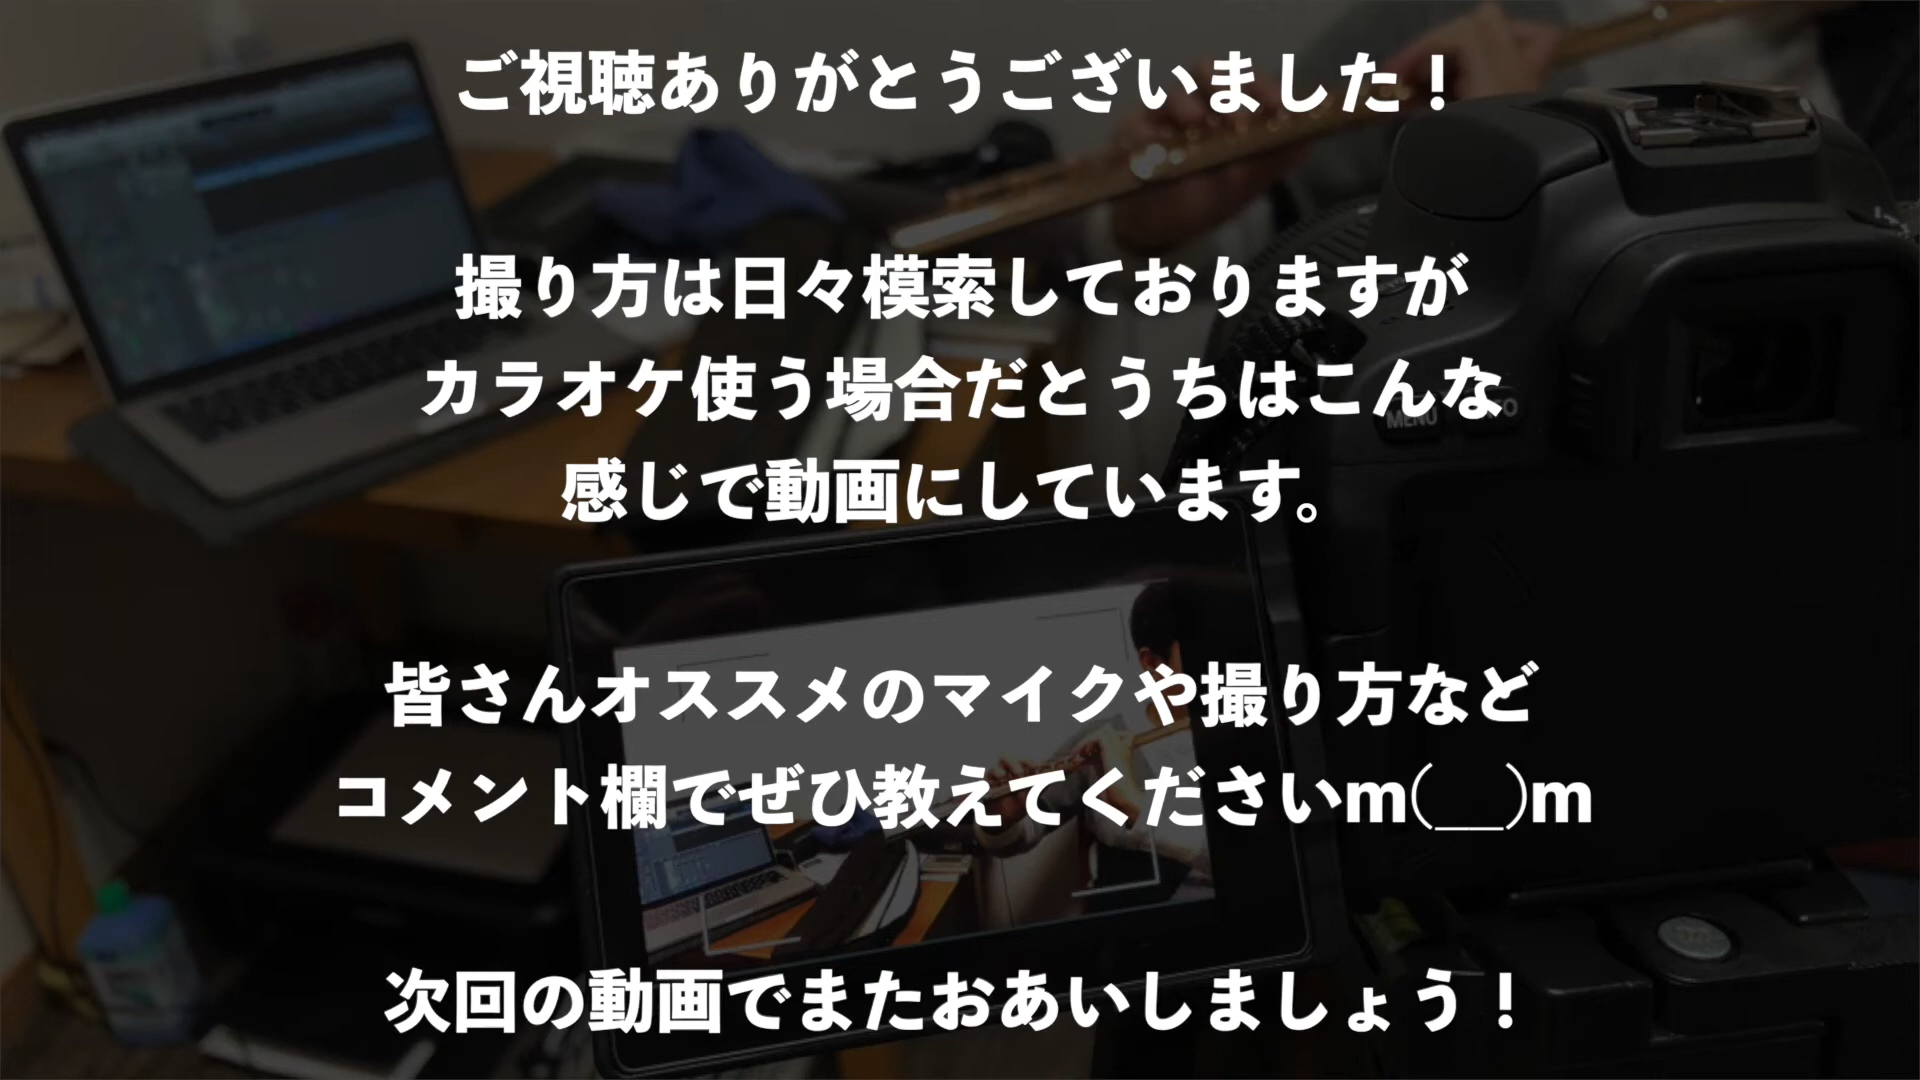 ご視聴ありがとうございました！
撮り方は日々模索しておりますが
カラオケ使う場合だとうちはこんな
感じで動画にしています。
皆さんオススメのマイクや撮り方など
コメント欄でぜひ教えてくださいm(__)m
次回の動画でまたおあいしましょう！
MENU